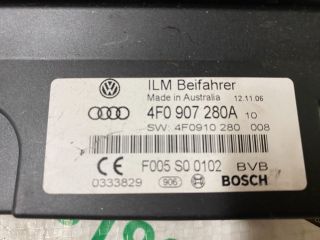 ILM Beifahrer
Made in Australia 12.11.06
4F0 907 280A 10
SW: 4F0910 280 008
F005 S0 0102 BVB
0333829 906 BOSCH